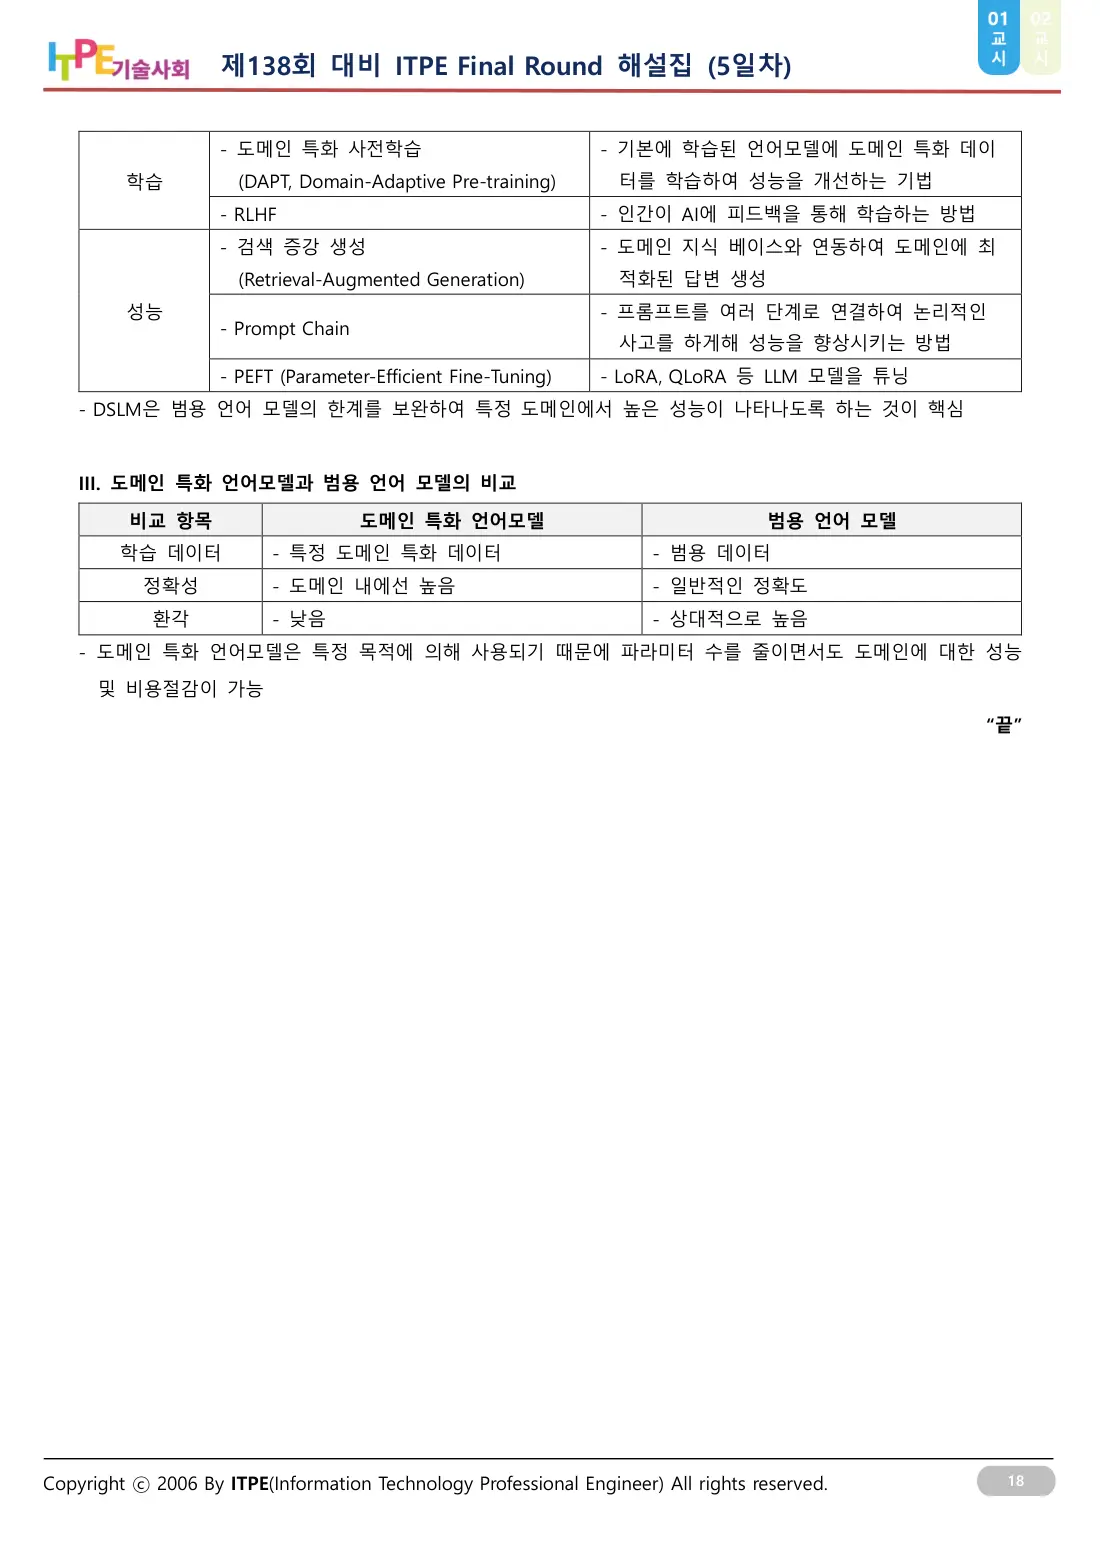 ITPE기술사회 제138회 대비 ITPE Final Round 해설집 (5일차)
01 교 시
02 교 시
학습
- 도메인 특화 사전학습
(DAPT, Domain-Adaptive Pre-training)
- 기본에 학습된 언어모델에 도메인 특화 데이
터를 학습하여 성능을 개선하는 기법
- RLHF
- 인간이 AI에 피드백을 통해 학습하는 방법
성능
- 검색 증강 생성
(Retrieval-Augmented Generation)
- 도메인 지식 베이스와 연동하여 도메인에 최
적화된 답변 생성
- Prompt Chain
- 프롬프트를 여러 단계로 연결하여 논리적인
사고를 하게해 성능을 향상시키는 방법
- PEFT (Parameter-Efficient Fine-Tuning)
- LoRA, QLoRA 등 LLM 모델을 튜닝
- DSLM은 범용 언어 모델의 한계를 보완하여 특정 도메인에서 높은 성능이 나타나도록 하는 것이 핵심
III. 도메인 특화 언어모델과 범용 언어 모델의 비교
비교 항목 도메인 특화 언어모델 범용 언어 모델
학습 데이터 - 특정 도메인 특화 데이터 - 범용 데이터
정확성 - 도메인 내에선 높음 - 일반적인 정확도
환각 - 낮음 - 상대적으로 높음
- 도메인 특화 언어모델은 특정 목적에 의해 사용되기 때문에 파라미터 수를 줄이면서도 도메인에 대한 성능
및 비용절감이 가능
“끝”
Copyright ⓒ 2006 By ITPE(Information Technology Professional Engineer) All rights reserved.
18